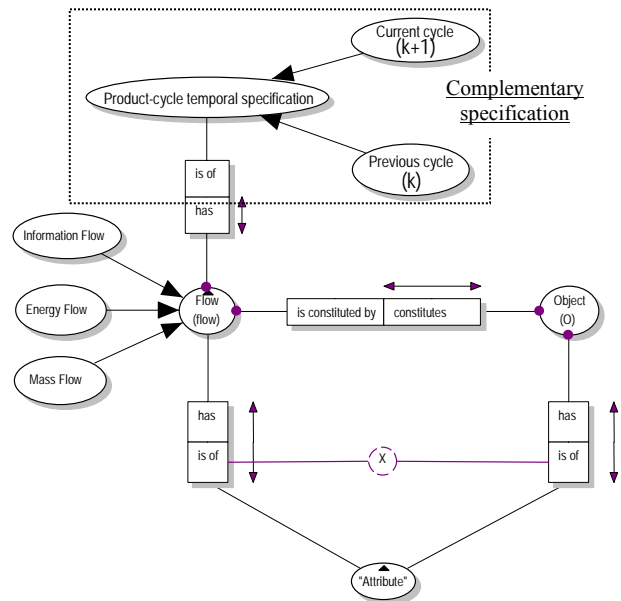 Current cycle
(k+1)
Product-cycle temporal specification
Complementary
specification
Previous cycle
(k)
is of
has
Information Flow
Energy Flow
Mass Flow
Flow
(flow)
is constituted by
constitutes
Object
(O)
has
is of
X
has
is of
"Attribute"